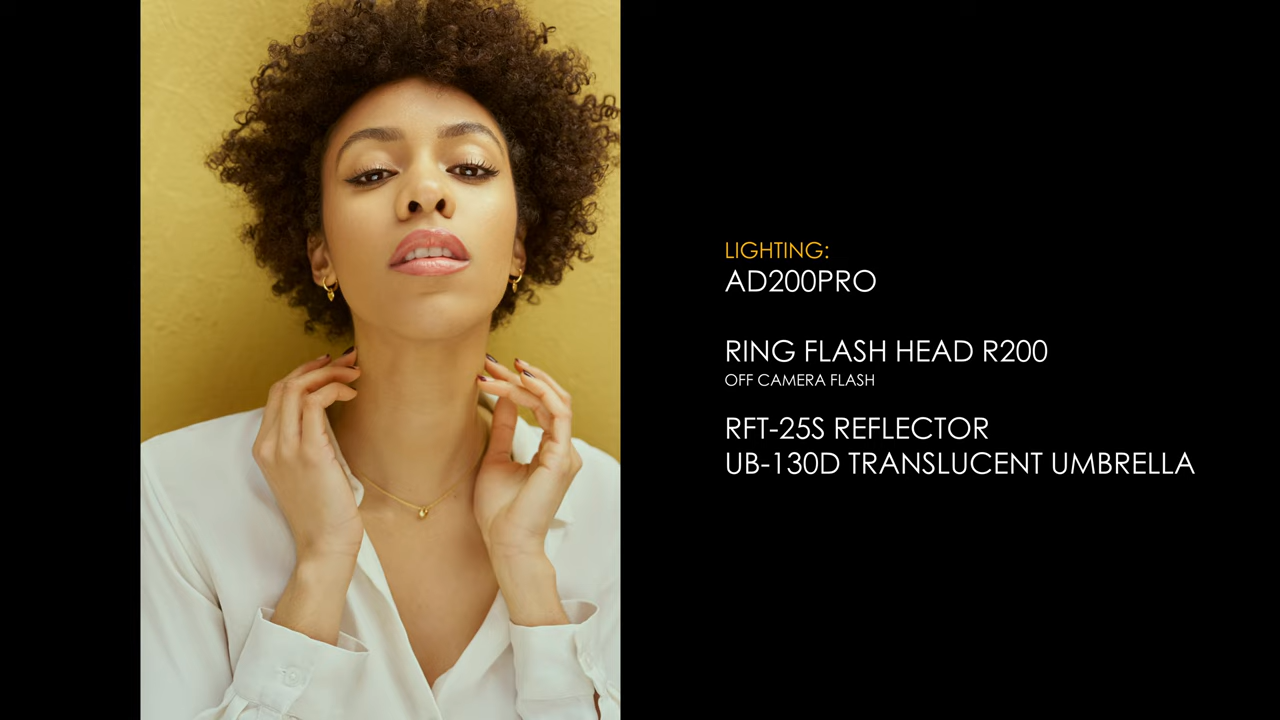 LIGHTING:
AD200PRO
RING FLASH HEAD R200
OFF CAMERA FLASH
RFT-25S REFLECTOR
UB-130D TRANSLUCENT UMBRELLA